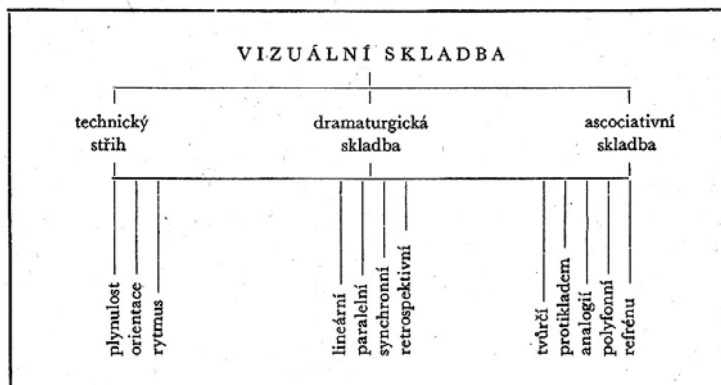 VIZUÁLNÍ SKLADBA
technický
střih
dramaturgická
skladba
ascociativní
skladba
plynulost
orientace
rytmus
lineární
paralelní
synchronní
retrospektivní
tvůrčí
protikladem
analogií
polyfonní
refrénu